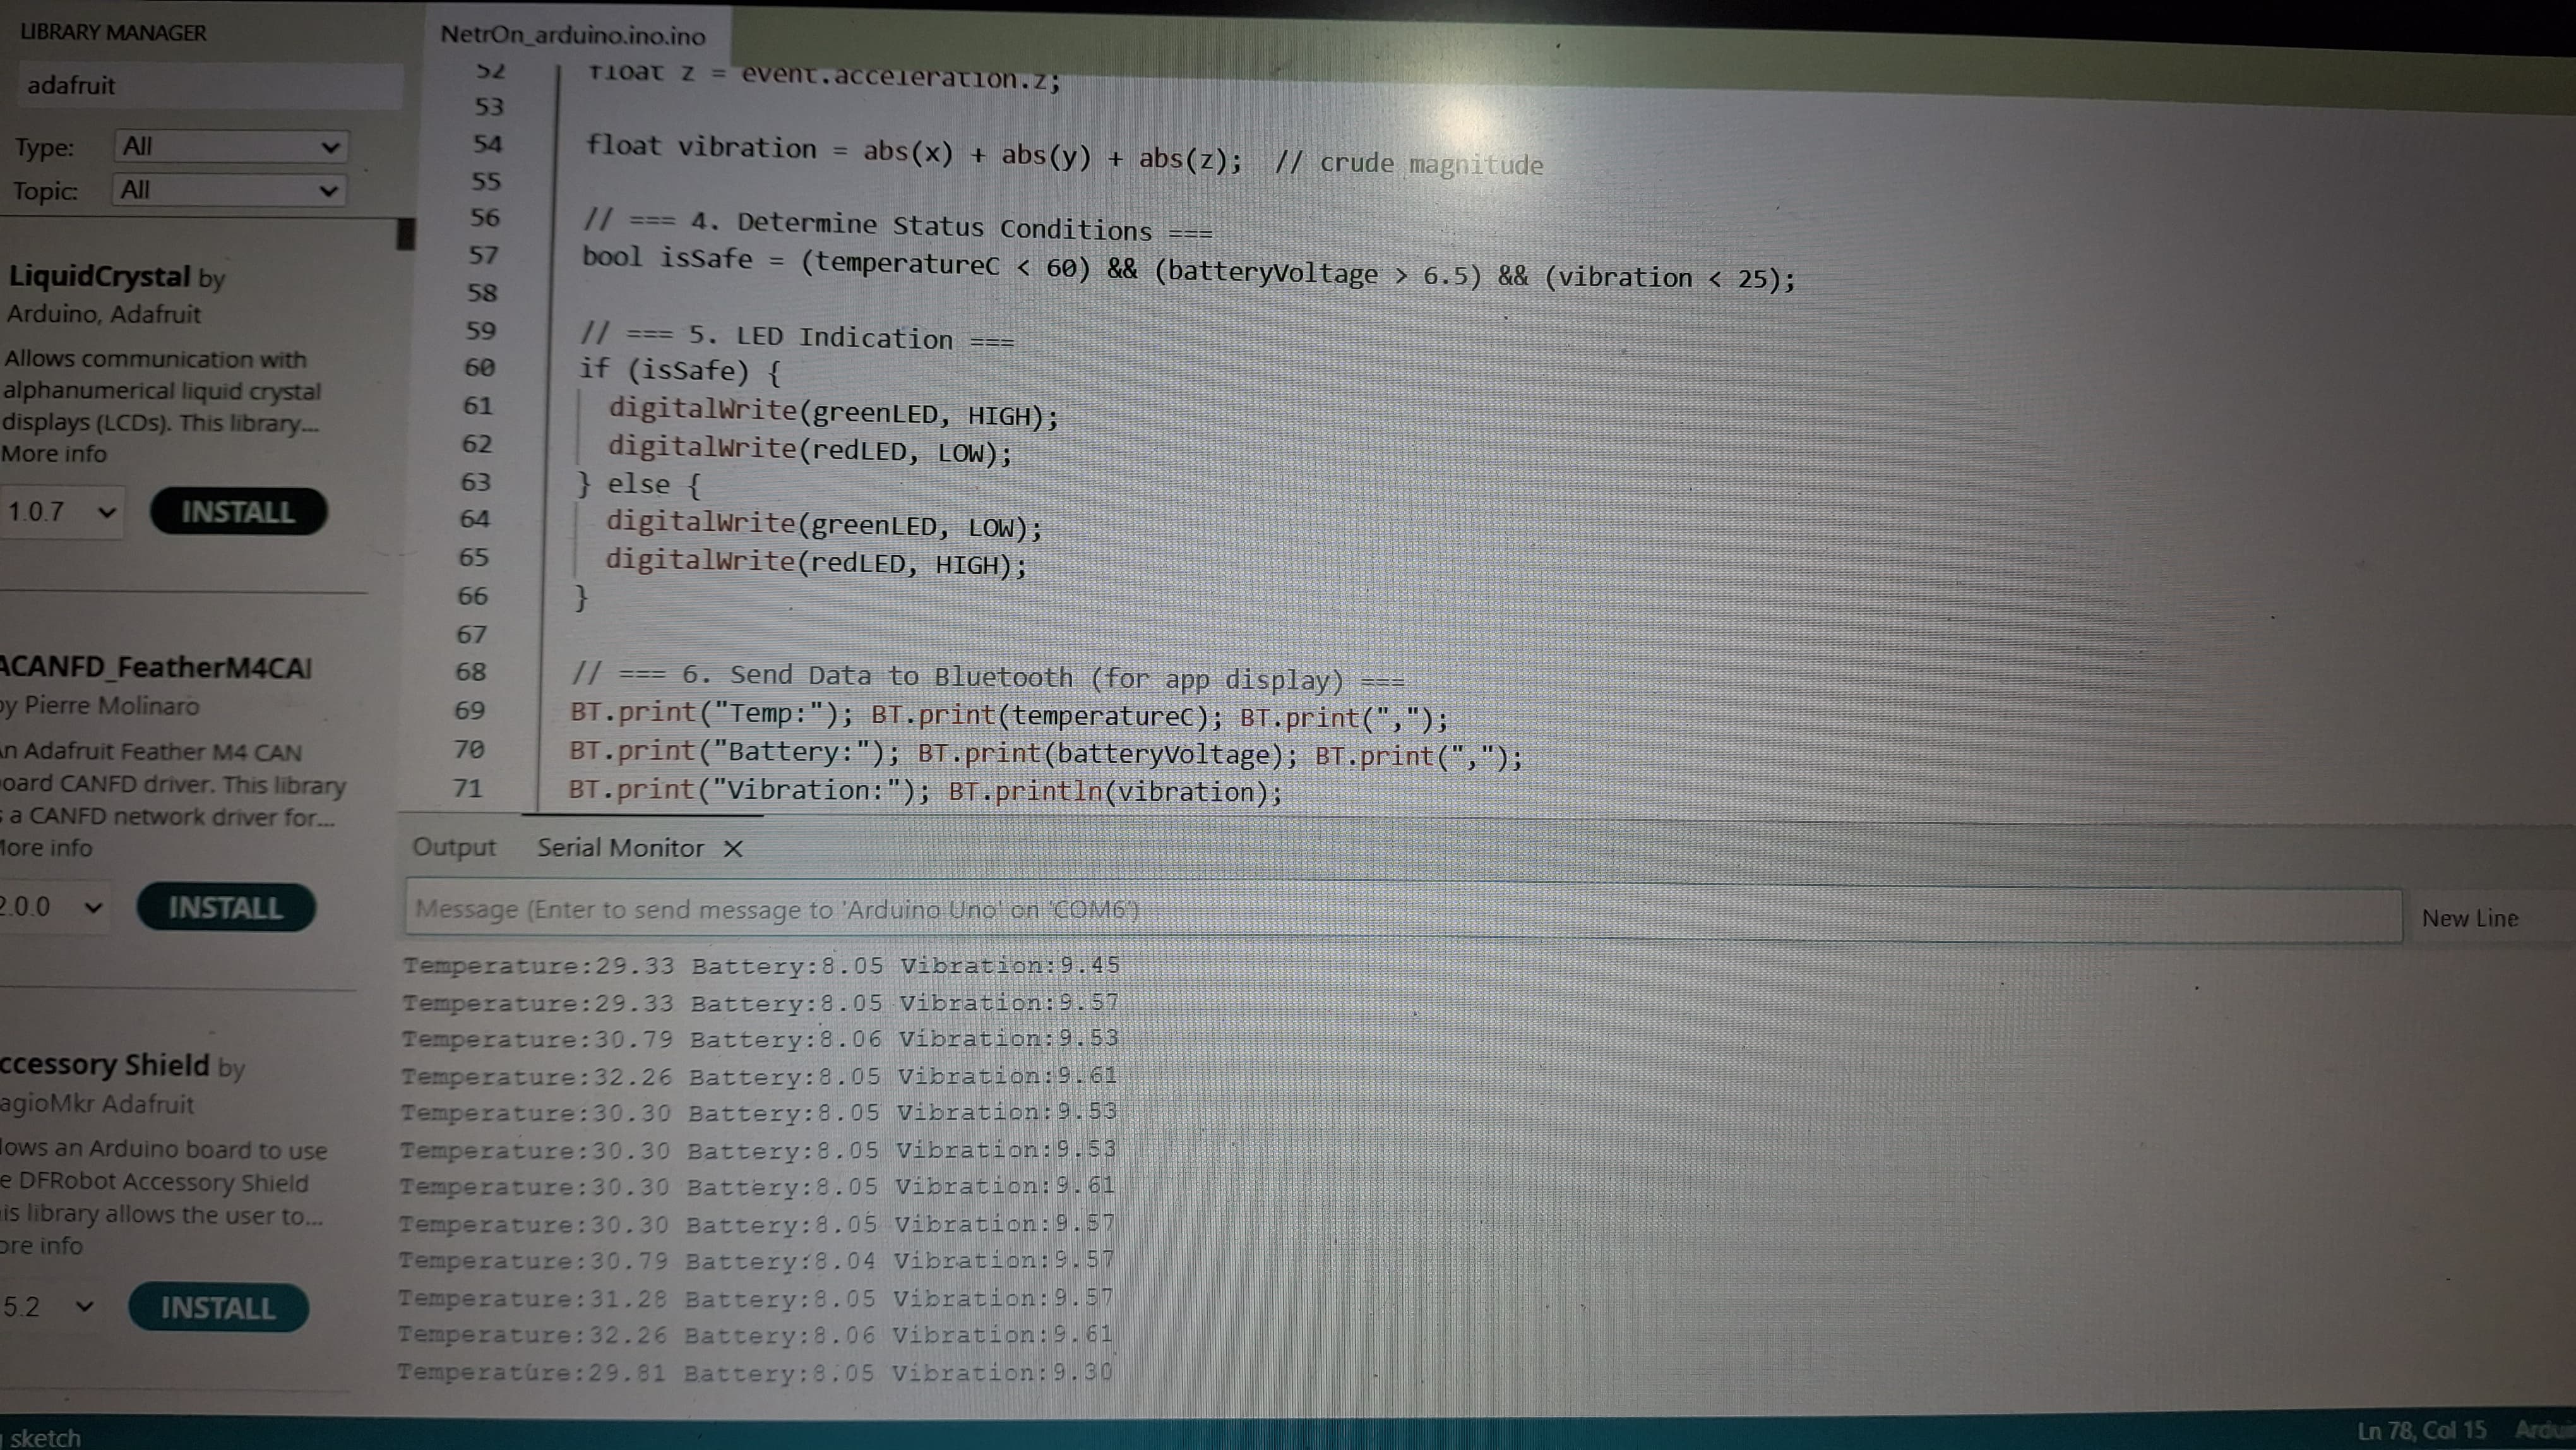 LIBRARY MANAGER
adafruit
Type: All
Topic: All
LiquidCrystal by
Arduino, Adafruit
Allows communication with
alphanumerical liquid crystal
displays (LCDs). This library...
More info
1.0.7 INSTALL
ACANFD_FeatherM4CAI
by Pierre Molinaro
An Adafruit Feather M4 CAN
oard CANFD driver. This library
s a CANFD network driver for...
More info
2.0.0 INSTALL
ccessory Shield by
agioMkr Adafruit
lows an Arduino board to use
e DFRobot Accessory Shield
is library allows the user to...
ore info
5.2 INSTALL
NetrOn_arduino.ino.ino
52 float z = event.acceleration.z;
53
54 float vibration = abs(x) + abs(y) + abs(z); // crude magnitude
55
56 // === 4. Determine Status Conditions ===
57 bool isSafe = (temperatureC < 60) && (batteryVoltage > 6.5) && (vibration < 25);
58
59 // === 5. LED Indication ===
60 if (isSafe) {
61 digitalWrite(greenLED, HIGH);
62 digitalWrite(redLED, LOW);
63 } else {
64 digitalWrite(greenLED, LOW);
65 digitalWrite(redLED, HIGH);
66 }
67
68 // === 6. Send Data to Bluetooth (for app display) ===
69 BT.print("Temp:"); BT.print(temperatureC); BT.print(",");
70 BT.print("Battery:"); BT.print(batteryVoltage); BT.print(",");
71 BT.print("Vibration:"); BT.println(vibration);
Output Serial Monitor X
Message (Enter to send message to 'Arduino Uno' on 'COM6') New Line
Temperature:29.33 Battery:8.05 Vibration:9.45
Temperature:29.33 Battery:8.05 Vibration:9.57
Temperature:30.79 Battery:8.06 Vibration:9.53
Temperature:32.26 Battery:8.05 Vibration:9.61
Temperature:30.30 Battery:8.05 Vibration:9.53
Temperature:30.30 Battery:8.05 Vibration:9.53
Temperature:30.30 Battery:8.05 Vibration:9.61
Temperature:30.30 Battery:8.05 Vibration:9.57
Temperature:30.79 Battery:8.04 Vibration:9.57
Temperature:31.28 Battery:8.05 Vibration:9.57
Temperature:32.26 Battery:8.06 Vibration:9.61
Temperature:29.81 Battery:8.05 Vibration:9.30
sketch Ln 78, Col 15